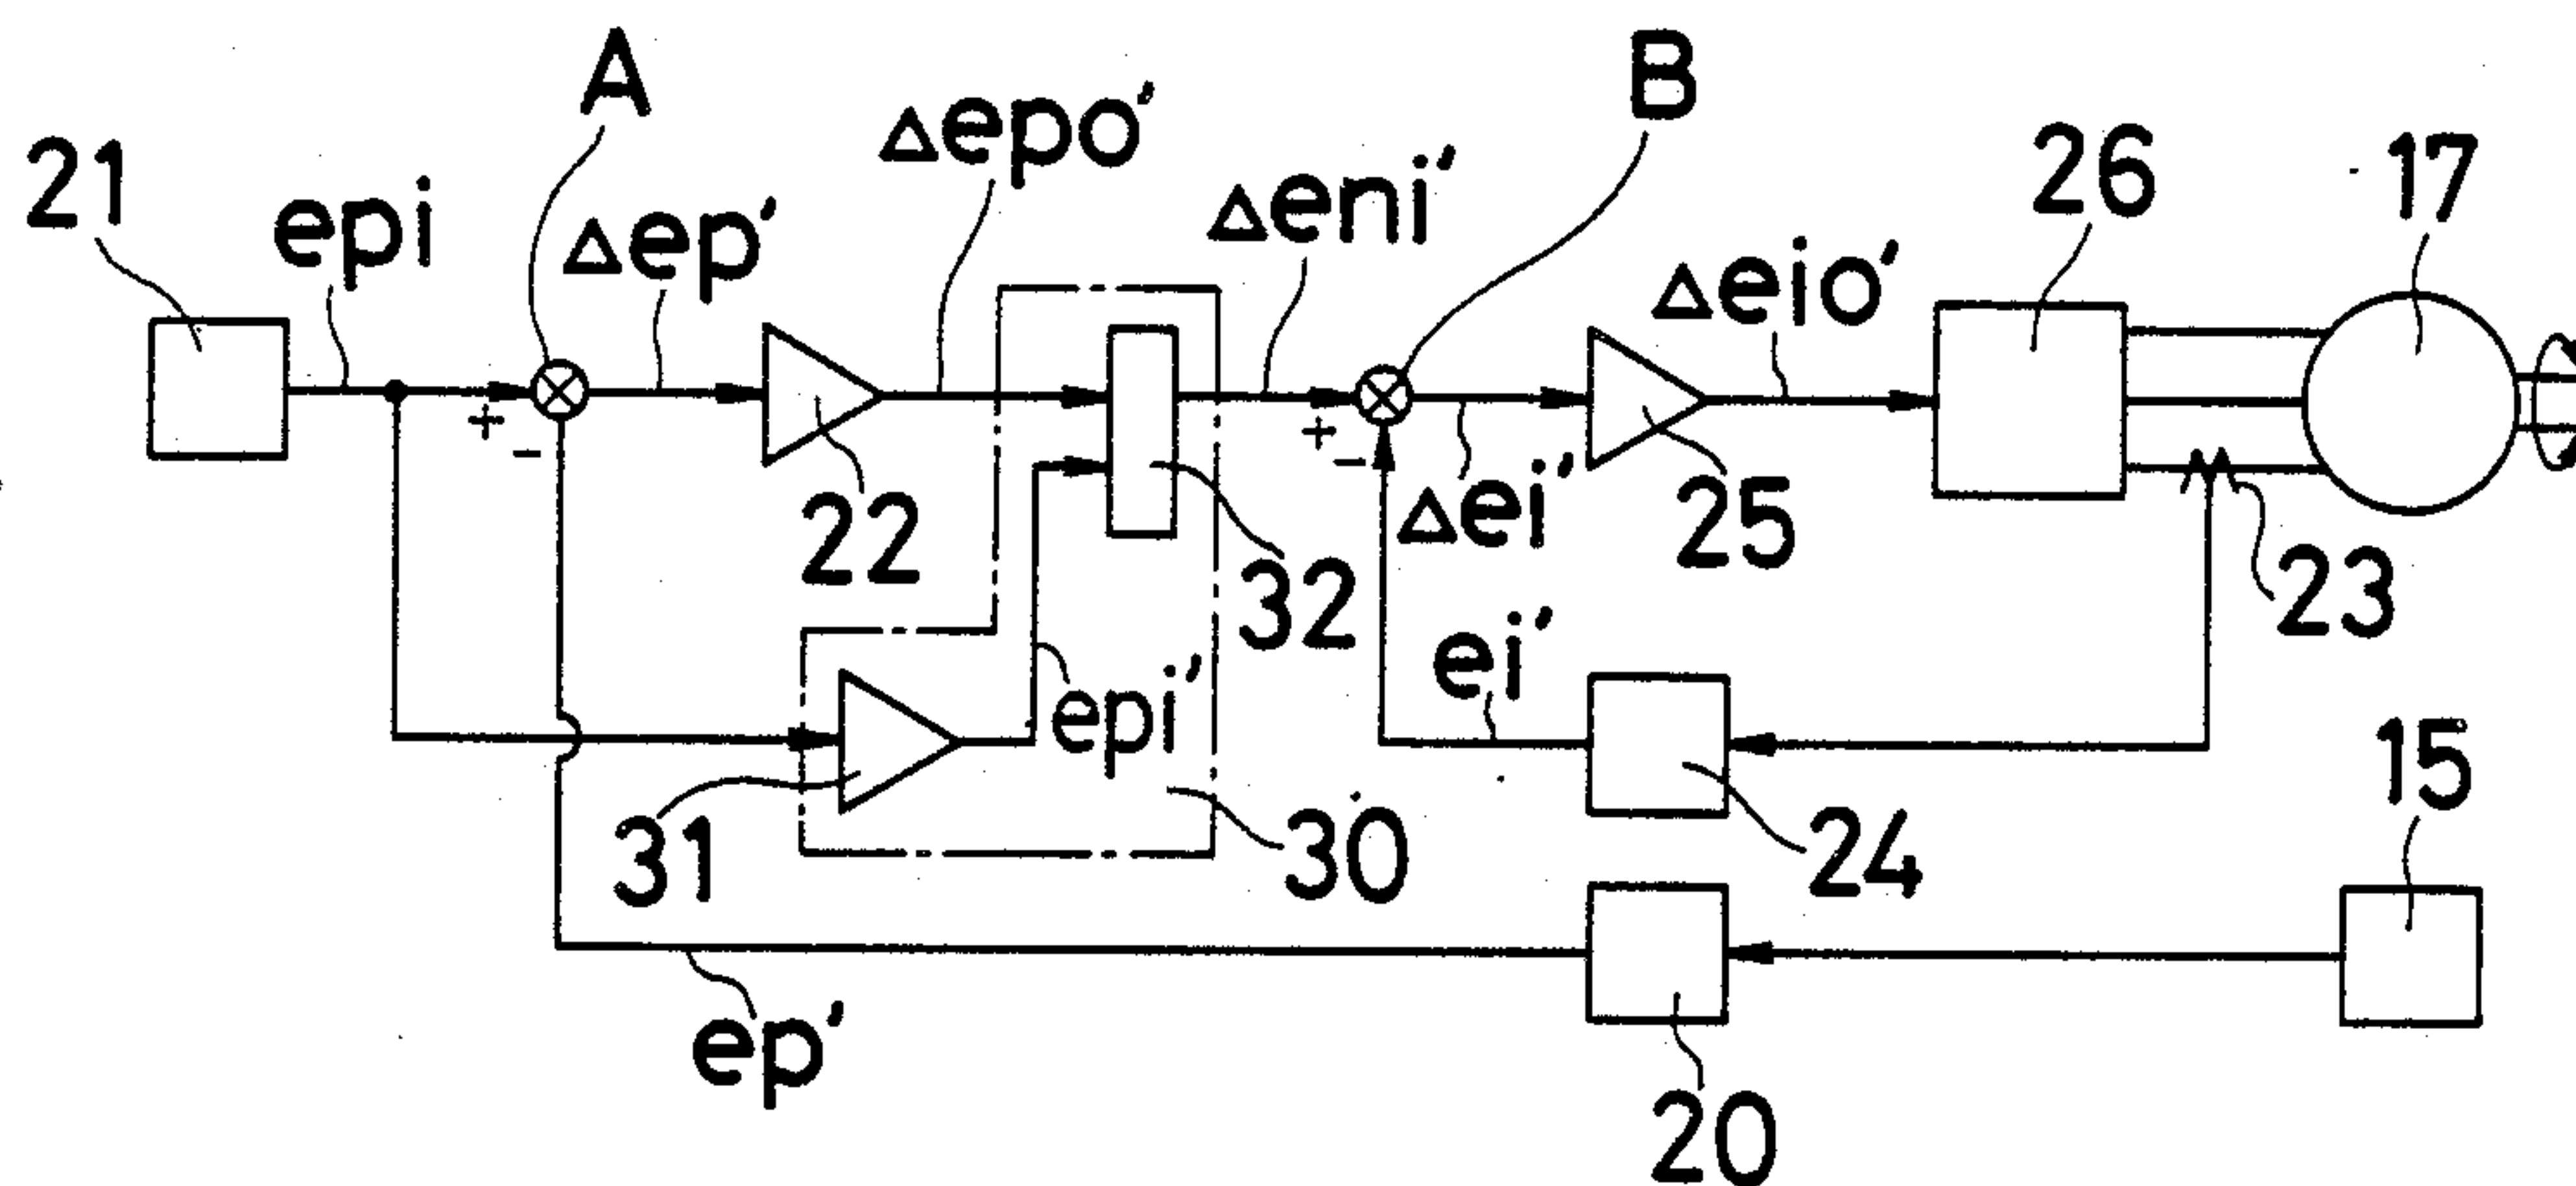 A
B
21
epi
Δep'
Δepo'
Δeni'
Δeio'
26
17
+
-
22
32
+
-
Δei'
25
23
epi'
ei'
31
30
24
15
ep'
20